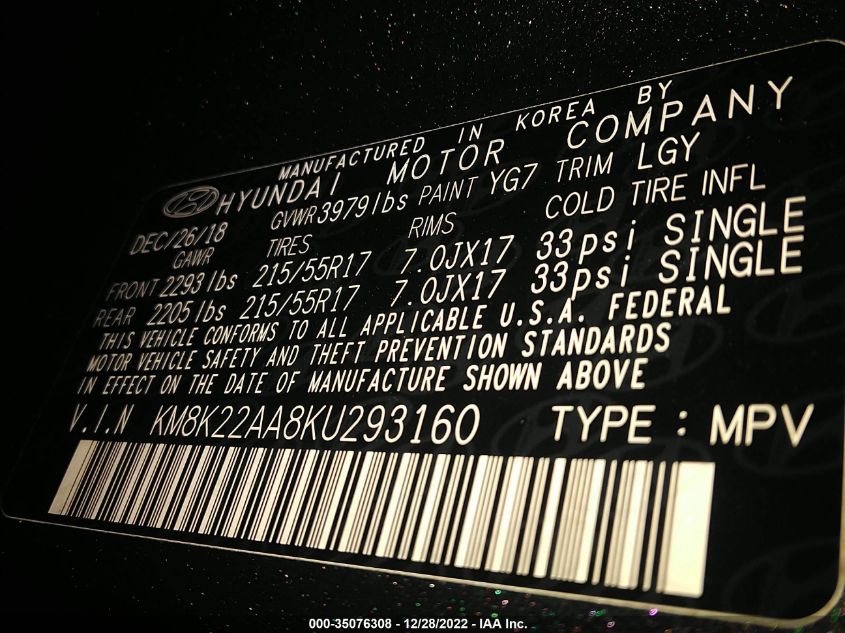 MANUFACTURED IN KOREA BY
HYUNDAI MOTOR COMPANY
DEC/26/18 GVWR 3979lbs PAINT YG7 TRIM LGY
GAWR TIRES RIMS COLD TIRE INFL
FRONT 2293 lbs 215/55R17 7.0JX17 33psi SINGLE
REAR 2205 lbs 215/55R17 7.0JX17 33psi SINGLE
THIS VEHICLE CONFORMS TO ALL APPLICABLE U.S.A. FEDERAL
MOTOR VEHICLE SAFETY AND THEFT PREVENTION STANDARDS
IN EFFECT ON THE DATE OF MANUFACTURE SHOWN ABOVE
V.I.N KM8K22AA8KU293160 TYPE : MPV
000-35076308 - 12/28/2022 - IAA Inc.